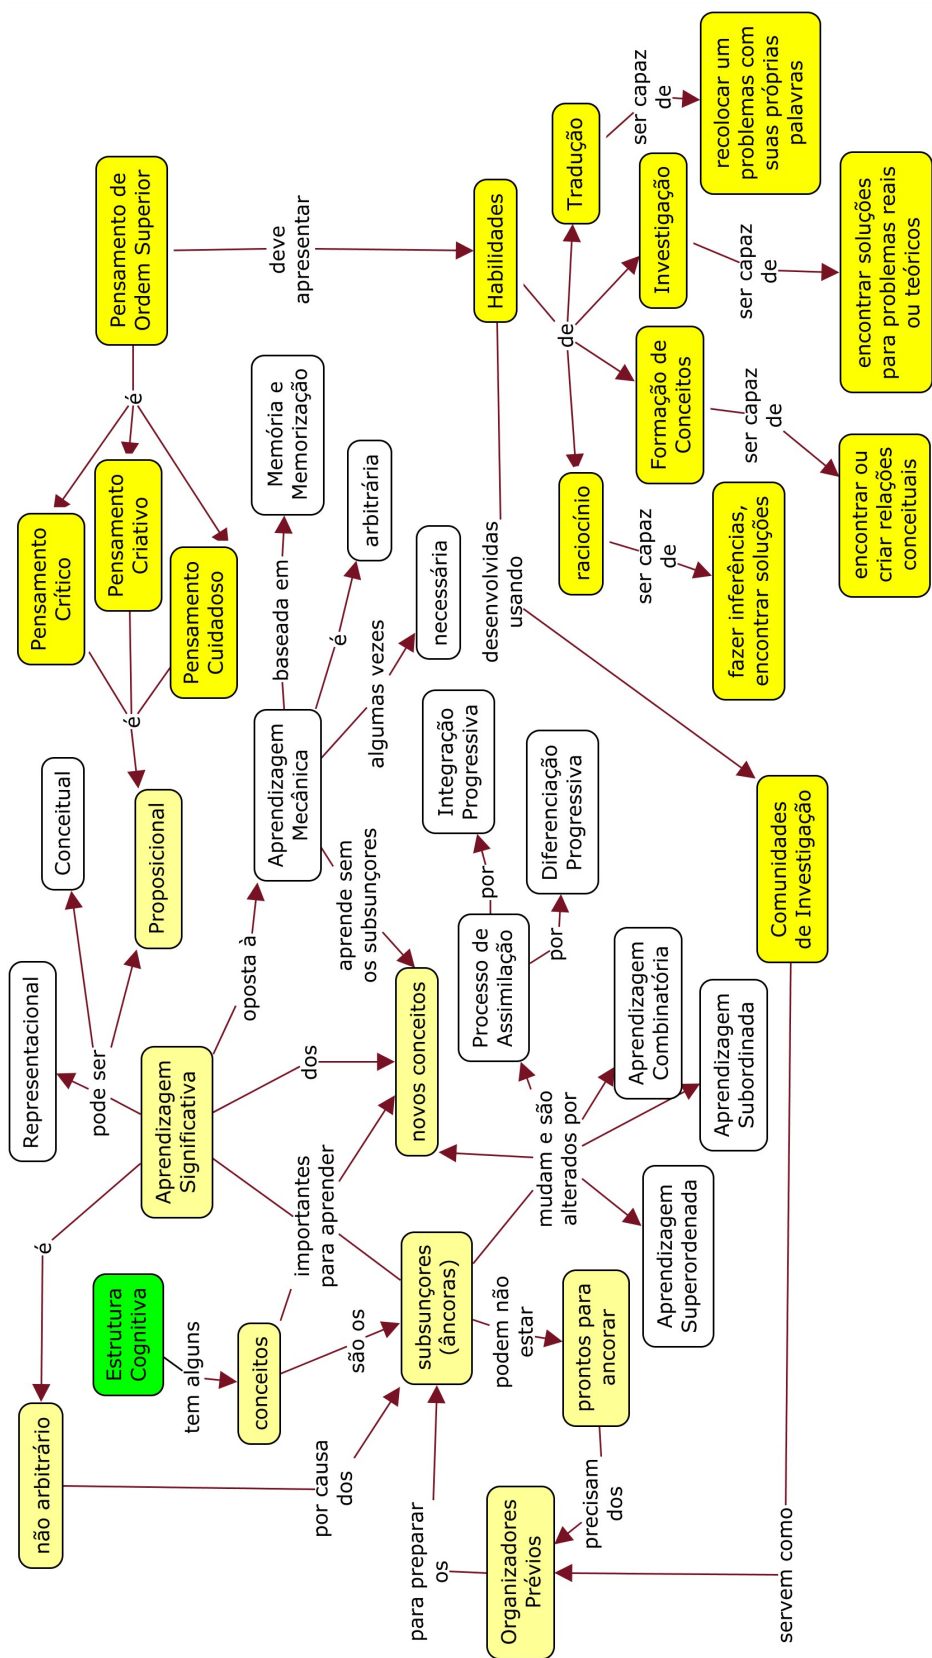 não arbitrário
é
Representacional
Conceitual
Pensamento
Crítico
Estrutura
Cognitiva
Aprendizagem
Significativa
pode ser
Proposicional
é
Pensamento
Criativo
é
Pensamento de
Ordem Superior
Pensamento
Cuidadoso
tem alguns
conceitos
oposta à
Aprendizagem
Mecânica
baseada em
Memória e
Memorização
deve
apresentar
por causa
dos
são os
importantes
para aprender
dos
aprende sem
os subsunçores
algumas vezes
é
arbitrária
necessária
para preparar
os
subsunçores
(âncoras)
novos conceitos
Integração
Progressiva
Organizadores
Prévios
podem não
estar
Processo de
Assimilação
por
por
Diferenciação
Progressiva
desenvolvidas
usando
Habilidades
precisam
dos
prontos para
ancorar
mudam e são
alterados por
raciocínio
de
Tradução
Aprendizagem
Superordenada
Aprendizagem
Combinatória
ser capaz
de
Formação de
Conceitos
Investigação
ser capaz
de
Aprendizagem
Subordinada
fazer inferências,
encontrar soluções
ser capaz
de
ser capaz
de
recolocar um
problemas com
suas próprias
palavras
servem como
Comunidades
de Investigação
encontrar ou
criar relações
conceituais
encontrar soluções
para problemas reais
ou teóricos